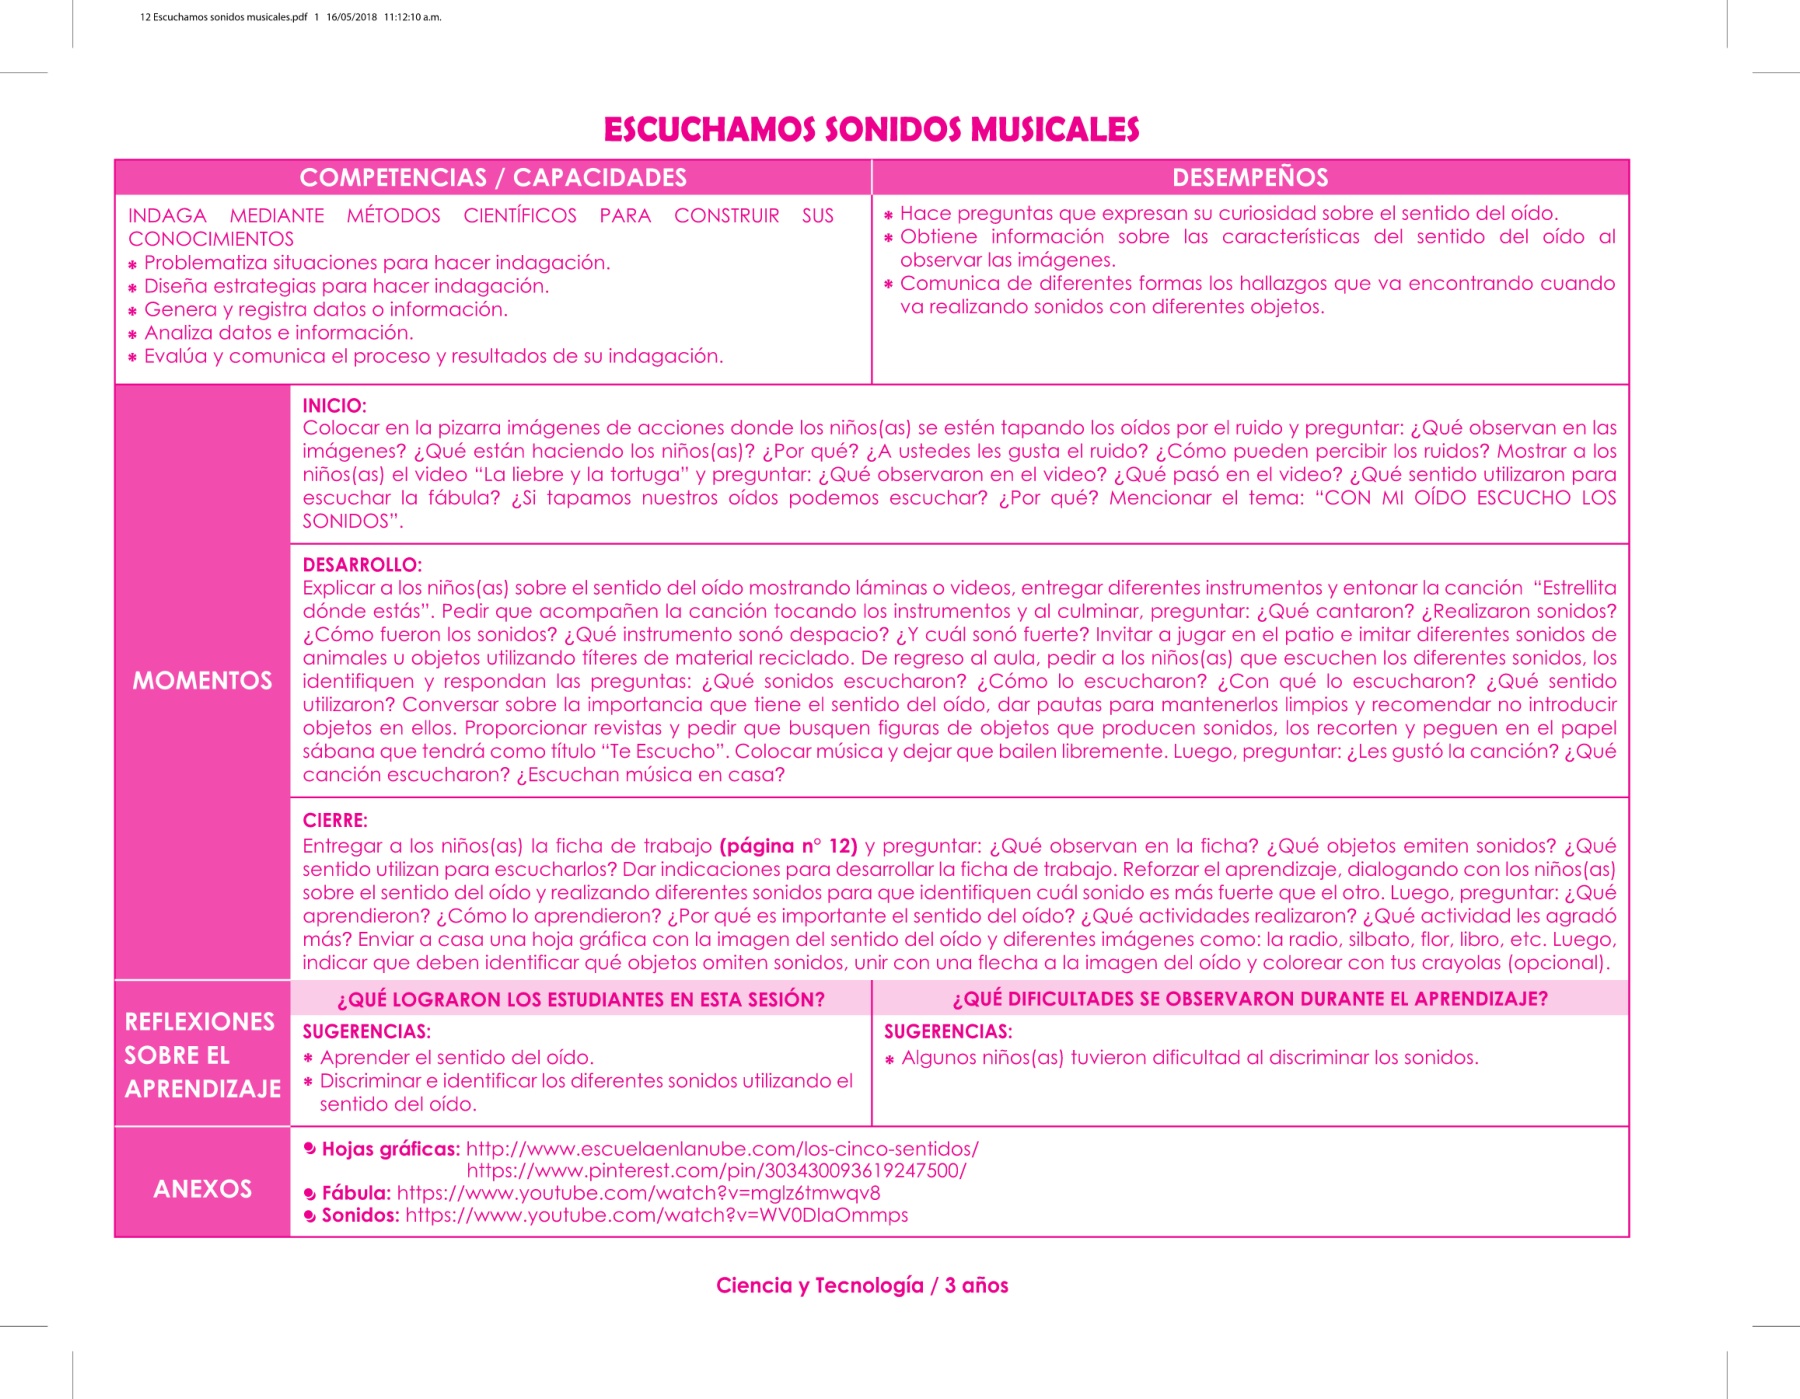 12 Escuchamos sonidos musicales.pdf   1   16/05/2018   11:12:10 a.m.
ESCUCHAMOS SONIDOS MUSICALES
COMPETENCIAS / CAPACIDADES
INDAGA MEDIANTE MÉTODOS CIENTÍFICOS PARA CONSTRUIR SUS
CONOCIMIENTOS
* Problematiza situaciones para hacer indagación.
* Diseña estrategias para hacer indagación.
* Genera y registra datos o información.
* Analiza datos e información.
* Evalúa y comunica el proceso y resultados de su indagación.
DESEMPEÑOS
* Hace preguntas que expresan su curiosidad sobre el sentido del oído.
* Obtiene información sobre las características del sentido del oído al
observar las imágenes.
* Comunica de diferentes formas los hallazgos que va encontrando cuando
va realizando sonidos con diferentes objetos.
MOMENTOS
INICIO:
Colocar en la pizarra imágenes de acciones donde los niños(as) se estén tapando los oídos por el ruido y preguntar: ¿Qué observan en las
imágenes? ¿Qué están haciendo los niños(as)? ¿Por qué? ¿A ustedes les gusta el ruido? ¿Cómo pueden percibir los ruidos? Mostrar a los
niños(as) el video “La liebre y la tortuga” y preguntar: ¿Qué observaron en el video? ¿Qué pasó en el video? ¿Qué sentido utilizaron para
escuchar la fábula? ¿Si tapamos nuestros oídos podemos escuchar? ¿Por qué? Mencionar el tema: “CON MI OÍDO ESCUCHO LOS
SONIDOS”.
DESARROLLO:
Explicar a los niños(as) sobre el sentido del oído mostrando láminas o videos, entregar diferentes instrumentos y entonar la canción “Estrellita
dónde estás”. Pedir que acompañen la canción tocando los instrumentos y al culminar, preguntar: ¿Qué cantaron? ¿Realizaron sonidos?
¿Cómo fueron los sonidos? ¿Qué instrumento sonó despacio? ¿Y cuál sonó fuerte? Invitar a jugar en el patio e imitar diferentes sonidos de
animales u objetos utilizando títeres de material reciclado. De regreso al aula, pedir a los niños(as) que escuchen los diferentes sonidos, los
identifiquen y respondan las preguntas: ¿Qué sonidos escucharon? ¿Cómo lo escucharon? ¿Con qué lo escucharon? ¿Qué sentido
utilizaron? Conversar sobre la importancia que tiene el sentido del oído, dar pautas para mantenerlos limpios y recomendar no introducir
objetos en ellos. Proporcionar revistas y pedir que busquen figuras de objetos que producen sonidos, los recorten y peguen en el papel
sábana que tendrá como título “Te Escucho”. Colocar música y dejar que bailen libremente. Luego, preguntar: ¿Les gustó la canción? ¿Qué
canción escucharon? ¿Escuchan música en casa?
CIERRE:
Entregar a los niños(as) la ficha de trabajo (página n° 12) y preguntar: ¿Qué observan en la ficha? ¿Qué objetos emiten sonidos? ¿Qué
sentido utilizan para escucharlos? Dar indicaciones para desarrollar la ficha de trabajo. Reforzar el aprendizaje, dialogando con los niños(as)
sobre el sentido del oído y realizando diferentes sonidos para que identifiquen cuál sonido es más fuerte que el otro. Luego, preguntar: ¿Qué
aprendieron? ¿Cómo lo aprendieron? ¿Por qué es importante el sentido del oído? ¿Qué actividades realizaron? ¿Qué actividad les agradó
más? Enviar a casa una hoja gráfica con la imagen del sentido del oído y diferentes imágenes como: la radio, silbato, flor, libro, etc. Luego,
indicar que deben identificar qué objetos omiten sonidos, unir con una flecha a la imagen del oído y colorear con tus crayolas (opcional).
REFLEXIONES
SOBRE EL
APRENDIZAJE
¿QUÉ LOGRARON LOS ESTUDIANTES EN ESTA SESIÓN?
SUGERENCIAS:
* Aprender el sentido del oído.
* Discriminar e identificar los diferentes sonidos utilizando el
sentido del oído.
¿QUÉ DIFICULTADES SE OBSERVARON DURANTE EL APRENDIZAJE?
SUGERENCIAS:
* Algunos niños(as) tuvieron dificultad al discriminar los sonidos.
ANEXOS
Hojas gráficas: http://www.escuelaenlanube.com/los-cinco-sentidos/
https://www.pinterest.com/pin/303430093619247500/
Fábula: https://www.youtube.com/watch?v=mglz6tmwqv8
Sonidos: https://www.youtube.com/watch?v=WV0DlaOmmps
Ciencia y Tecnología / 3 años